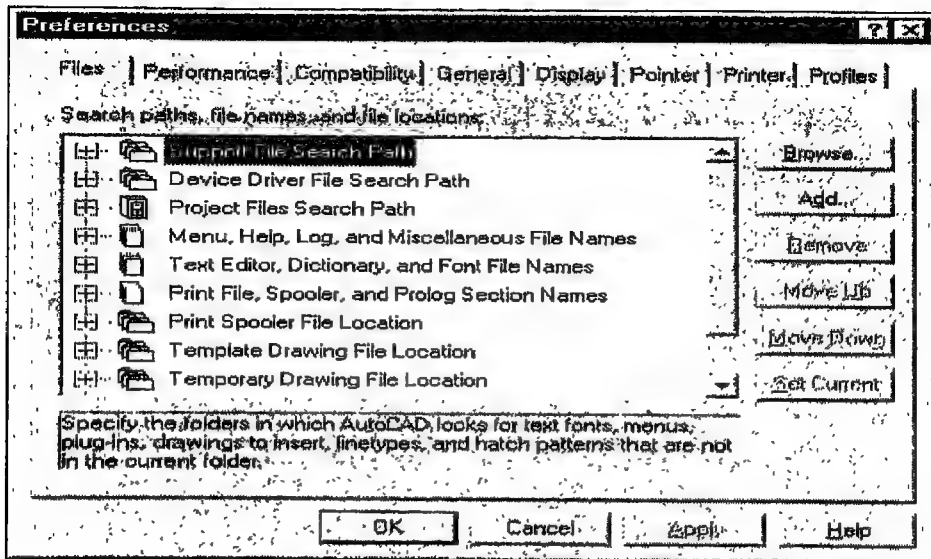 Preferences
Files Performance Compatibility General Display Pointer Printer Profiles
Search paths, file names, and file locations:
Support File Search Path
Device Driver File Search Path
Project Files Search Path
Menu, Help, Log, and Miscellaneous File Names
Text Editor, Dictionary, and Font File Names
Print File, Spooler, and Prolog Section Names
Print Spooler File Location
Template Drawing File Location
Temporary Drawing File Location
Browse...
Add...
Remove
Move Up
Move Down
Set Current
Specify the folders in which AutoCAD looks for text fonts, menus,
plug-ins, drawings to insert, linetypes, and hatch patterns that are not
in the current folder.
OK Cancel Apply Help